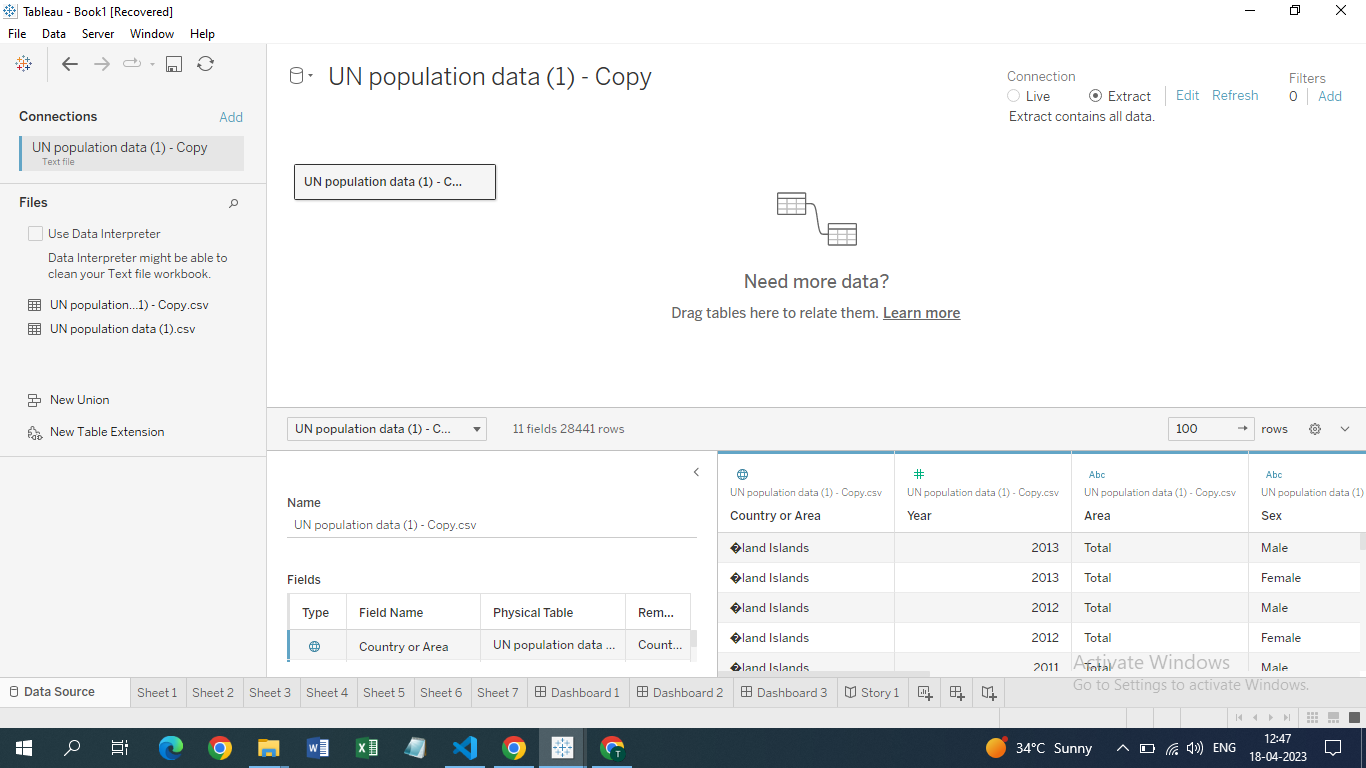 Tableau - Book1 [Recovered]
File Data Server Window Help
UN population data (1) - Copy
Connection
Live Extract Edit Refresh
Extract contains all data.
Filters
0 Add
Connections Add
UN population data (1) - Copy
Text file
Files
Use Data Interpreter
Data Interpreter might be able to
clean your Text file workbook.
UN population...1) - Copy.csv
UN population data (1).csv
New Union
New Table Extension
UN population data (1) - C...
Need more data?
Drag tables here to relate them. Learn more
UN population data (1) - C... 11 fields 28441 rows 100 → rows
Name
UN population data (1) - Copy.csv
Fields
Type Field Name Physical Table Rem...
Country or Area UN population data ... Count...
# Abc Abc
UN population data (1) - Copy.csv UN population data (1) - Copy.csv UN population data (1) - Copy.csv UN population data (1)
Country or Area Year Area Sex
�land Islands 2013 Total Male
�land Islands 2013 Total Female
�land Islands 2012 Total Male
�land Islands 2012 Total Female
�land Islands 2011 Total Male
Activate Windows
Go to Settings to activate Windows.
Data Source Sheet 1 Sheet 2 Sheet 3 Sheet 4 Sheet 5 Sheet 6 Sheet 7 Dashboard 1 Dashboard 2 Dashboard 3 Story 1
34°C Sunny ENG 12:47
18-04-2023